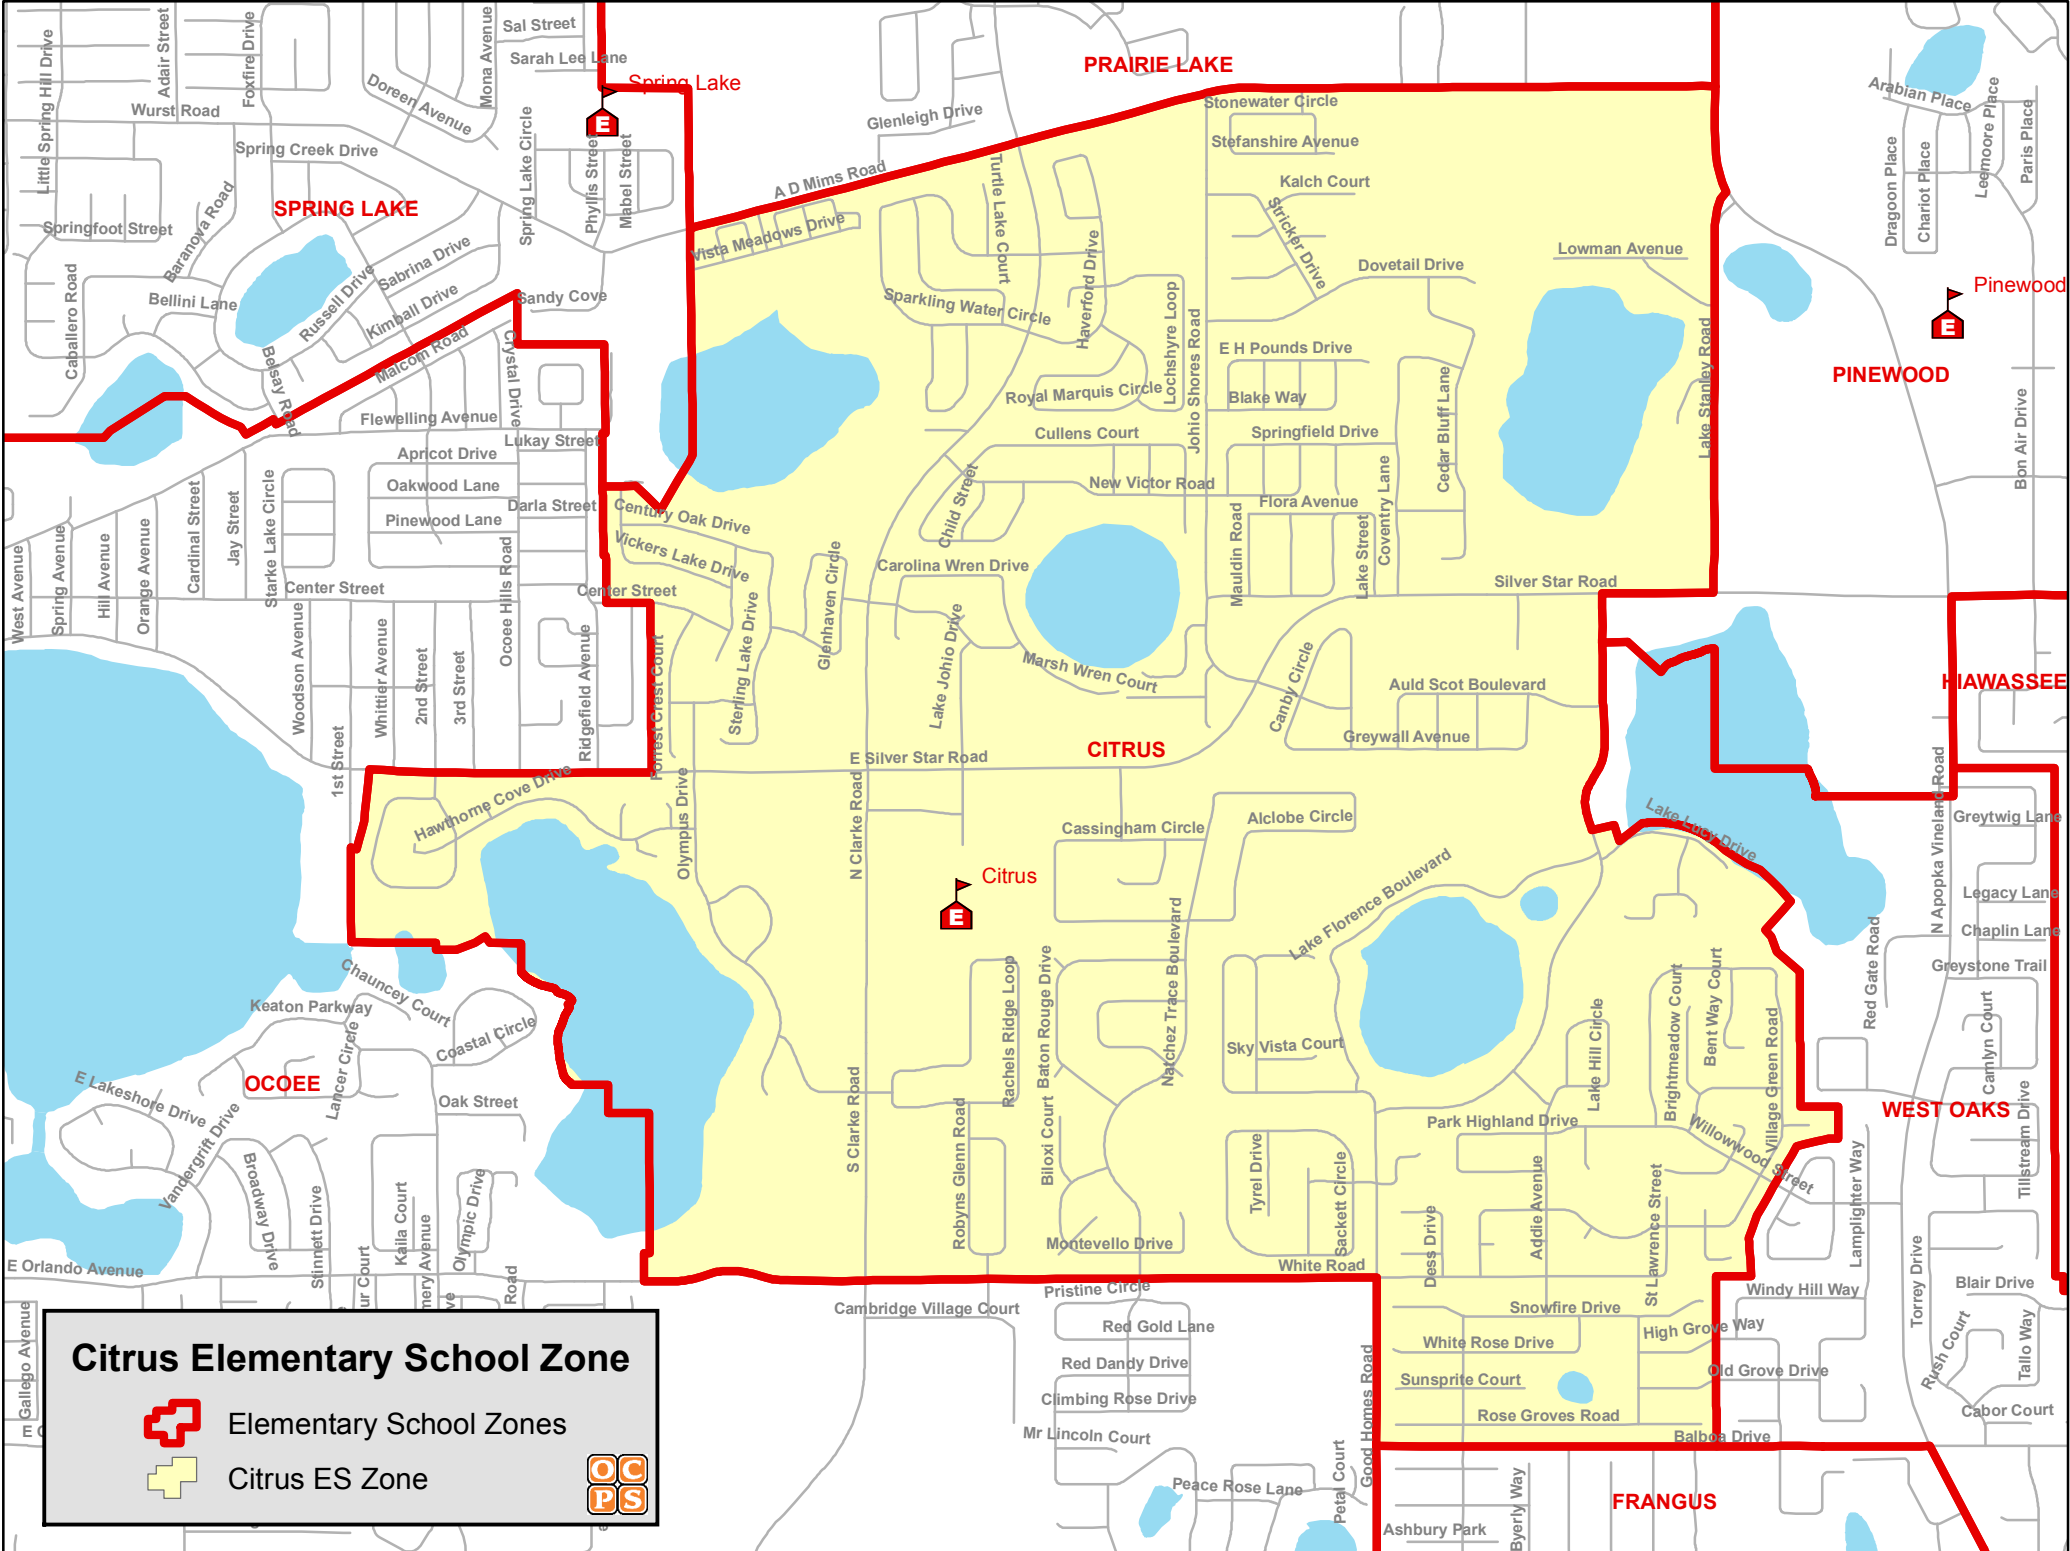 Sal Street
Sarah Lee Lane
Spring Lake
PRAIRIE LAKE
Little Spring Hill Drive
Adair Street
Foxfire Drive
Mona Avenue
Doreen Avenue
Wurst Road
Glenleigh Drive
Stonewater Circle
Arabian Place
Stefanshire Avenue
Spring Creek Drive
Spring Lake Circle
Phyllis Street
Mabel Street
A D Mims Road
Turtle Lake Court
Kalch Court
Dragoon Place
Chariot Place
Leemoore Place
Paris Place
SPRING LAKE
Springfoot Street
Baranova Road
Vista Meadows Drive
Stricker Drive
Lowman Avenue
Sabrina Drive
Haverford Drive
Dovetail Drive
Caballero Road
Bellini Lane
Russell Drive
Kimball Drive
Sandy Cove
Sparkling Water Circle
Pinewood
Malcom Road
Crystal Drive
Lochshyre Loop
Johio Shores Road
E H Pounds Drive
Lake Stanley Road
PINEWOOD
Belsay Road
Royal Marquis Circle
Blake Way
Cedar Bluff Lane
Bon Air Drive
Flewelling Avenue
Lukay Street
Cullens Court
Springfield Drive
Apricot Drive
Oakwood Lane
New Victor Road
Coventry Lane
Cardinal Street
Jay Street
Starke Lake Circle
Darla Street
Century Oak Drive
Child Street
Flora Avenue
Pinewood Lane
Vickers Lake Drive
Mauldin Road
Lake Street
West Avenue
Spring Avenue
Hill Avenue
Orange Avenue
Center Street
Ocoee Hills Road
Center Street
Glenhaven Circle
Carolina Wren Drive
Silver Star Road
Woodson Avenue
Whittier Avenue
2nd Street
3rd Street
Ridgefield Avenue
Forrest Crest Court
Sterling Lake Drive
Lake Johio Drive
Marsh Wren Court
Canby Circle
Auld Scot Boulevard
HIAWASSEE
1st Street
E Silver Star Road
CITRUS
Greywall Avenue
Hawthorne Cove Drive
Olympus Drive
N Clarke Road
Cassingham Circle
Alclobe Circle
Lake Lucy Drive
N Apopka Vineland Road
Greytwig Lane
Citrus
Lake Florence Boulevard
Legacy Lane
Natchez Trace Boulevard
Red Gate Road
Chaplin Lane
Chauncey Court
Greystone Trail
Keaton Parkway
Rachels Ridge Loop
Baton Rouge Drive
Brightmeadow Court
Bent Way Court
Coastal Circle
Lancer Circle
Sky Vista Court
Lake Hill Circle
Village Green Road
Camlyn Court
OCOEE
E Lakeshore Drive
Oak Street
S Clarke Road
Robyns Glenn Road
Biloxi Court
Park Highland Drive
WEST OAKS
Vandergrift Drive
Willowwood Street
Tillstream Drive
Broadway Drive
Stinnett Drive
Kaila Court
Olympic Drive
Tyrel Drive
Sackett Circle
Dess Drive
Addie Avenue
St Lawrence Street
Lamplighter Way
E Orlando Avenue
ur Court
mery Avenue
ve
Road
Montevello Drive
White Road
Torrey Drive
Pristine Circle
Windy Hill Way
Blair Drive
Cambridge Village Court
Snowfire Drive
Gallego Avenue
Red Gold Lane
White Rose Drive
High Grove Way
Rush Court
Tallo Way
Red Dandy Drive
Sunsprite Court
Old Grove Drive
Climbing Rose Drive
Good Homes Road
Rose Groves Road
Cabor Court
E
Mr Lincoln Court
Balboa Drive
Peace Rose Lane
Petal Court
Byerly Way
FRANGUS
Ashbury Park
Citrus Elementary School Zone
Elementary School Zones
Citrus ES Zone
OC
PS
E
E
E